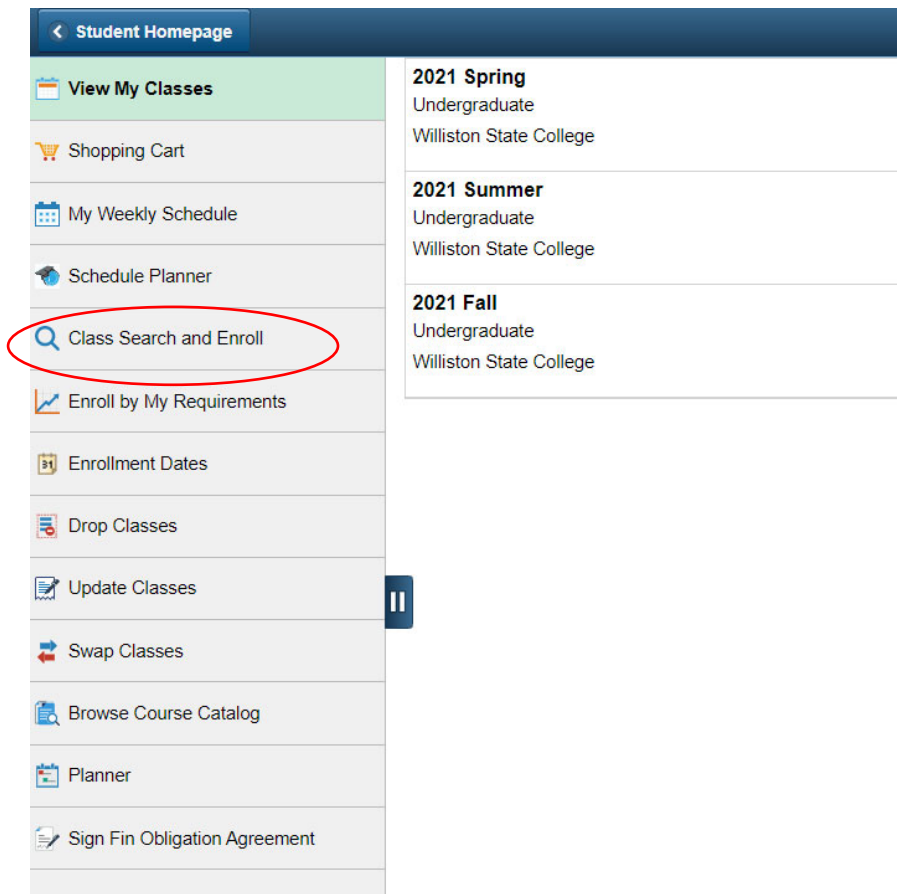 Student Homepage
View My Classes
Shopping Cart
My Weekly Schedule
Schedule Planner
Class Search and Enroll
Enroll by My Requirements
31
Enrollment Dates
Drop Classes
Update Classes
Swap Classes
Browse Course Catalog
Planner
Sign Fin Obligation Agreement
2021 Spring
Undergraduate
Williston State College
2021 Summer
Undergraduate
Williston State College
2021 Fall
Undergraduate
Williston State College